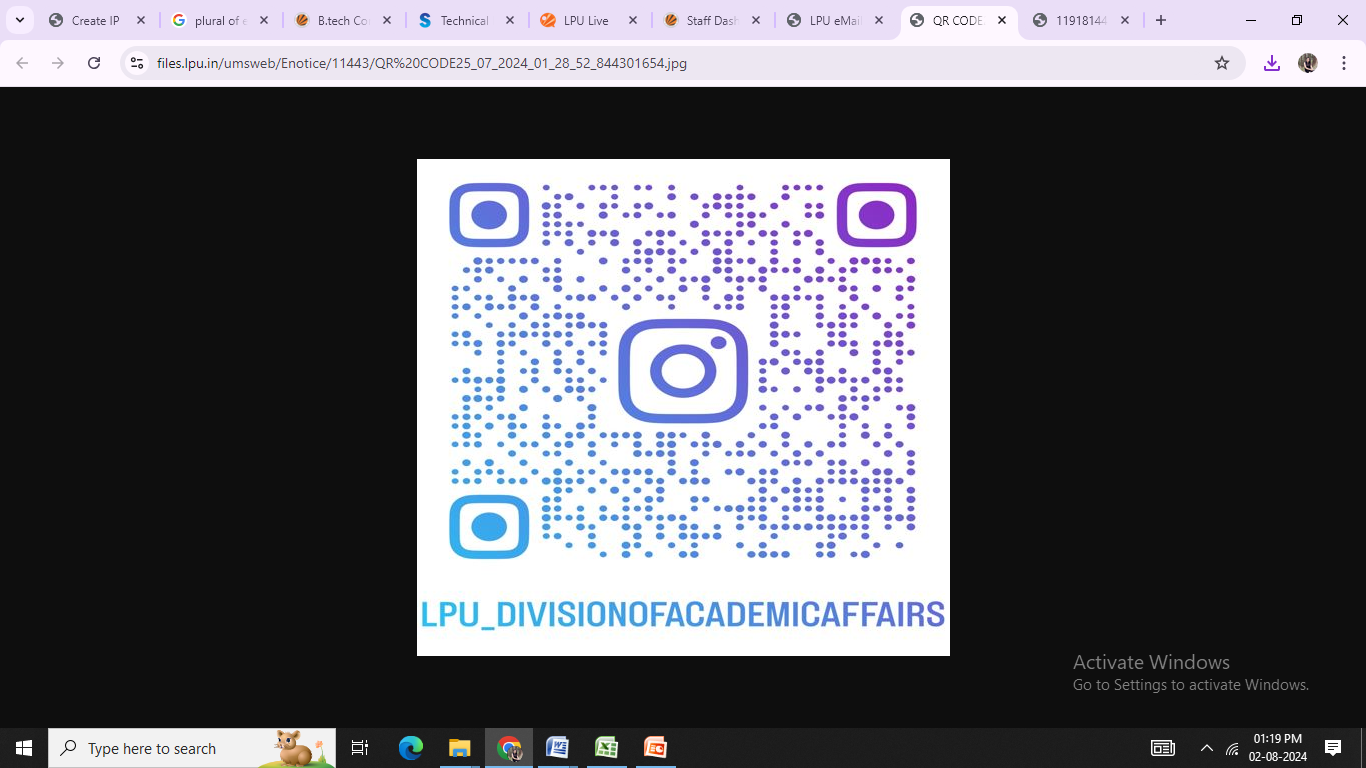 Create IP
plural of e
B.tech Co
Technical
LPU Live
Staff Dash
LPU eMail
QR CODE
11918144
files.lpu.in/umsweb/Enotice/11443/QR%20CODE25_07_2024_01_28_52_844301654.jpg
LPU_DIVISIONOFACADEMICAFFAIRS
Activate Windows
Go to Settings to activate Windows.
Type here to search
01:19 PM
02-08-2024